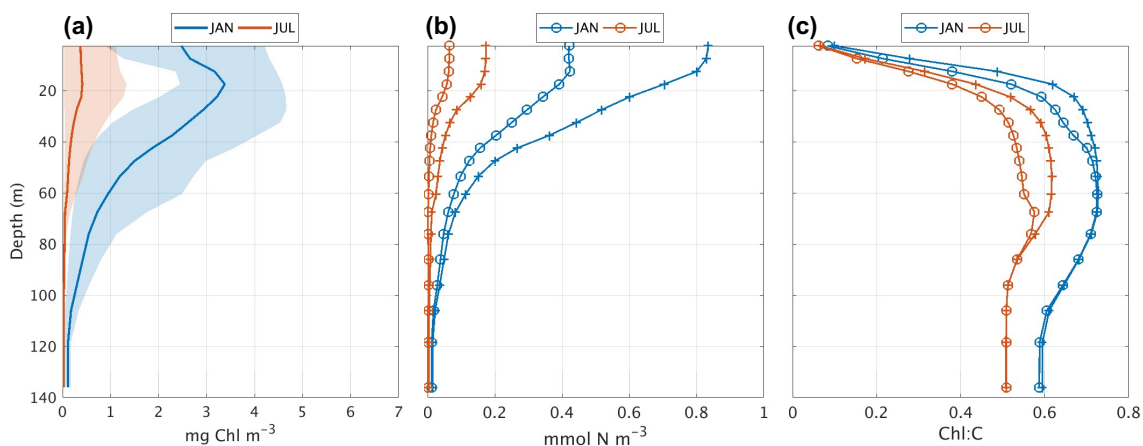 (a)
JAN JUL
(b)
JAN JUL
(c)
JAN JUL
20
40
60
80
100
120
140
Depth (m)
0 1 2 3 4 5 6 7
mg Chl m⁻³
0 0.2 0.4 0.6 0.8 1
mmol N m⁻³
0 0.2 0.4 0.6 0.8
Chl:C